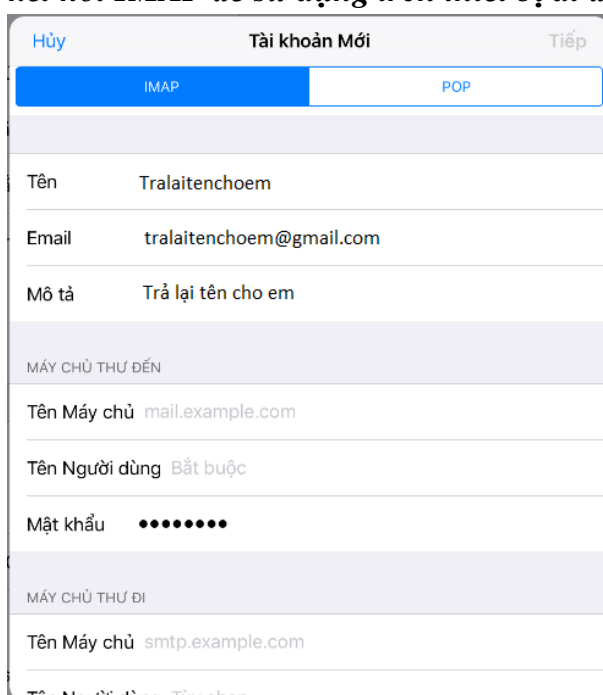 Hủy Tài khoản Mới Tiếp
IMAP POP
Tên Tralaitenchoem
Email tralaitenchoem@gmail.com
Mô tả Trả lại tên cho em
MÁY CHỦ THƯ ĐẾN
Tên Máy chủ mail.example.com
Tên Người dùng Bắt buộc
Mật khẩu ••••••••
MÁY CHỦ THƯ ĐI
Tên Máy chủ smtp.example.com